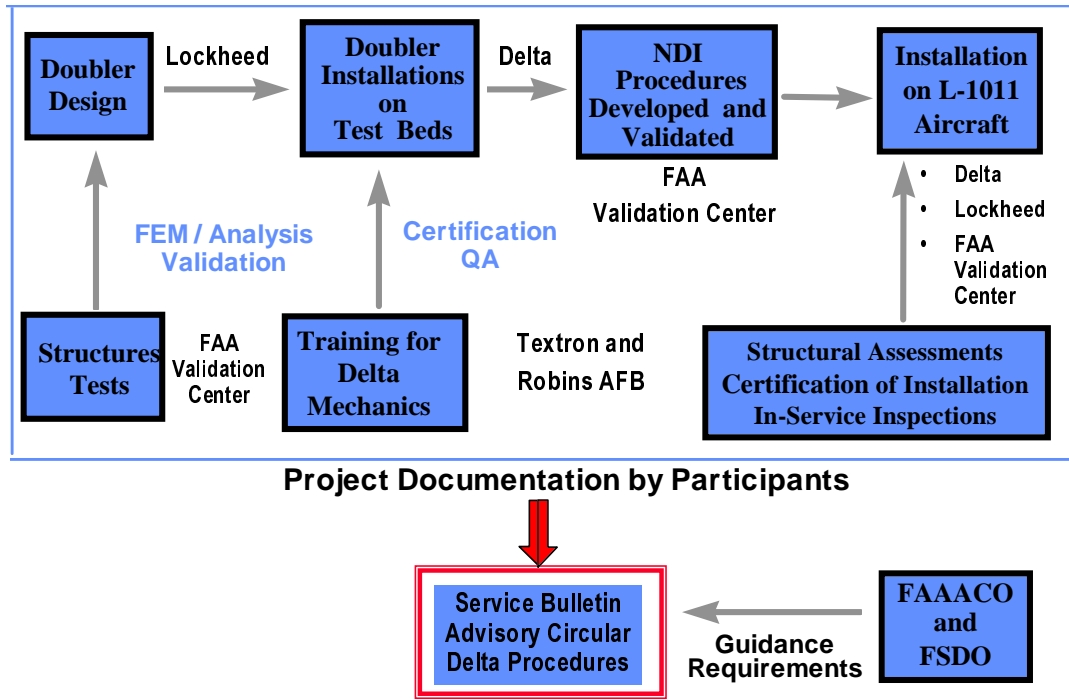 Doubler
Design
Lockheed
Doubler
Installations
on
Test Beds
Delta
NDI
Procedures
Developed and
Validated
Installation
on L-1011
Aircraft
FAA
Validation Center
• Delta
• Lockheed
• FAA
Validation
Center
FEM / Analysis
Validation
Certification
QA
Structures
Tests
FAA
Validation
Center
Training for
Delta
Mechanics
Textron and
Robins AFB
Structural Assessments
Certification of Installation
In-Service Inspections
Project Documentation by Participants
Service Bulletin
Advisory Circular
Delta Procedures
Guidance
Requirements
FAAACO
and
FSDO